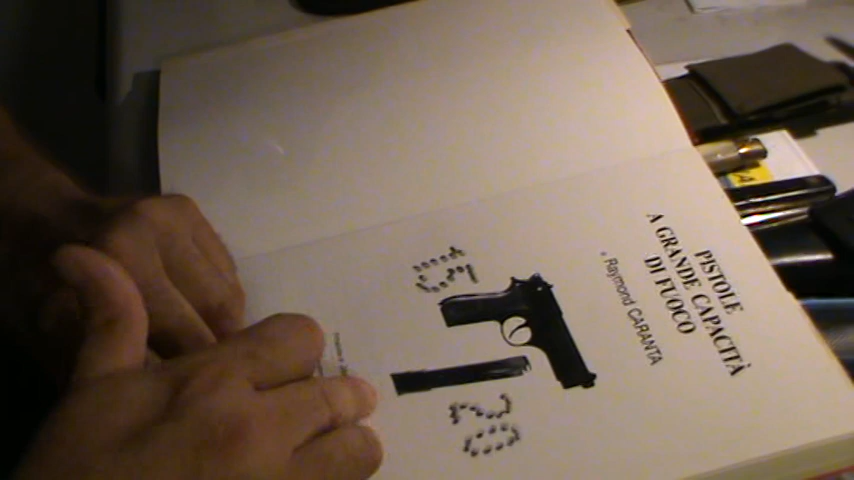 PISTOLE
A GRANDE CAPACITÀ
DI FUOCO
Raymond CARANTA
15
20